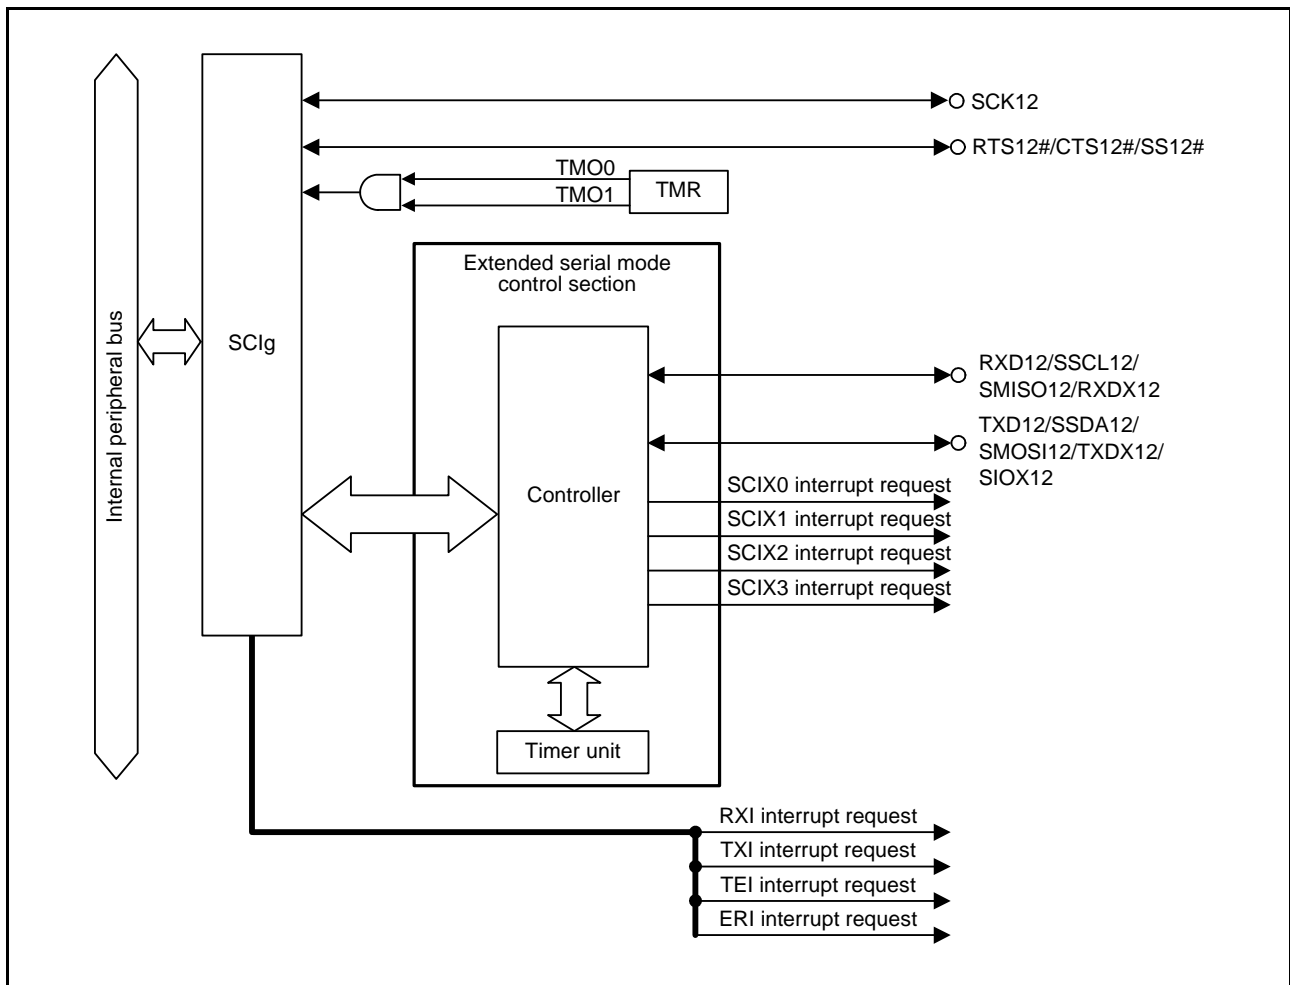 SCK12
RTS12#/CTS12#/SS12#
TMO0
TMO1
TMR
Extended serial mode
control section
Internal peripheral bus
SCIg
Controller
RXD12/SSCL12/
SMISO12/RXDX12
TXD12/SSDA12/
SMOSI12/TXDX12/
SIOX12
SCIX0 interrupt request
SCIX1 interrupt request
SCIX2 interrupt request
SCIX3 interrupt request
Timer unit
RXI interrupt request
TXI interrupt request
TEI interrupt request
ERI interrupt request